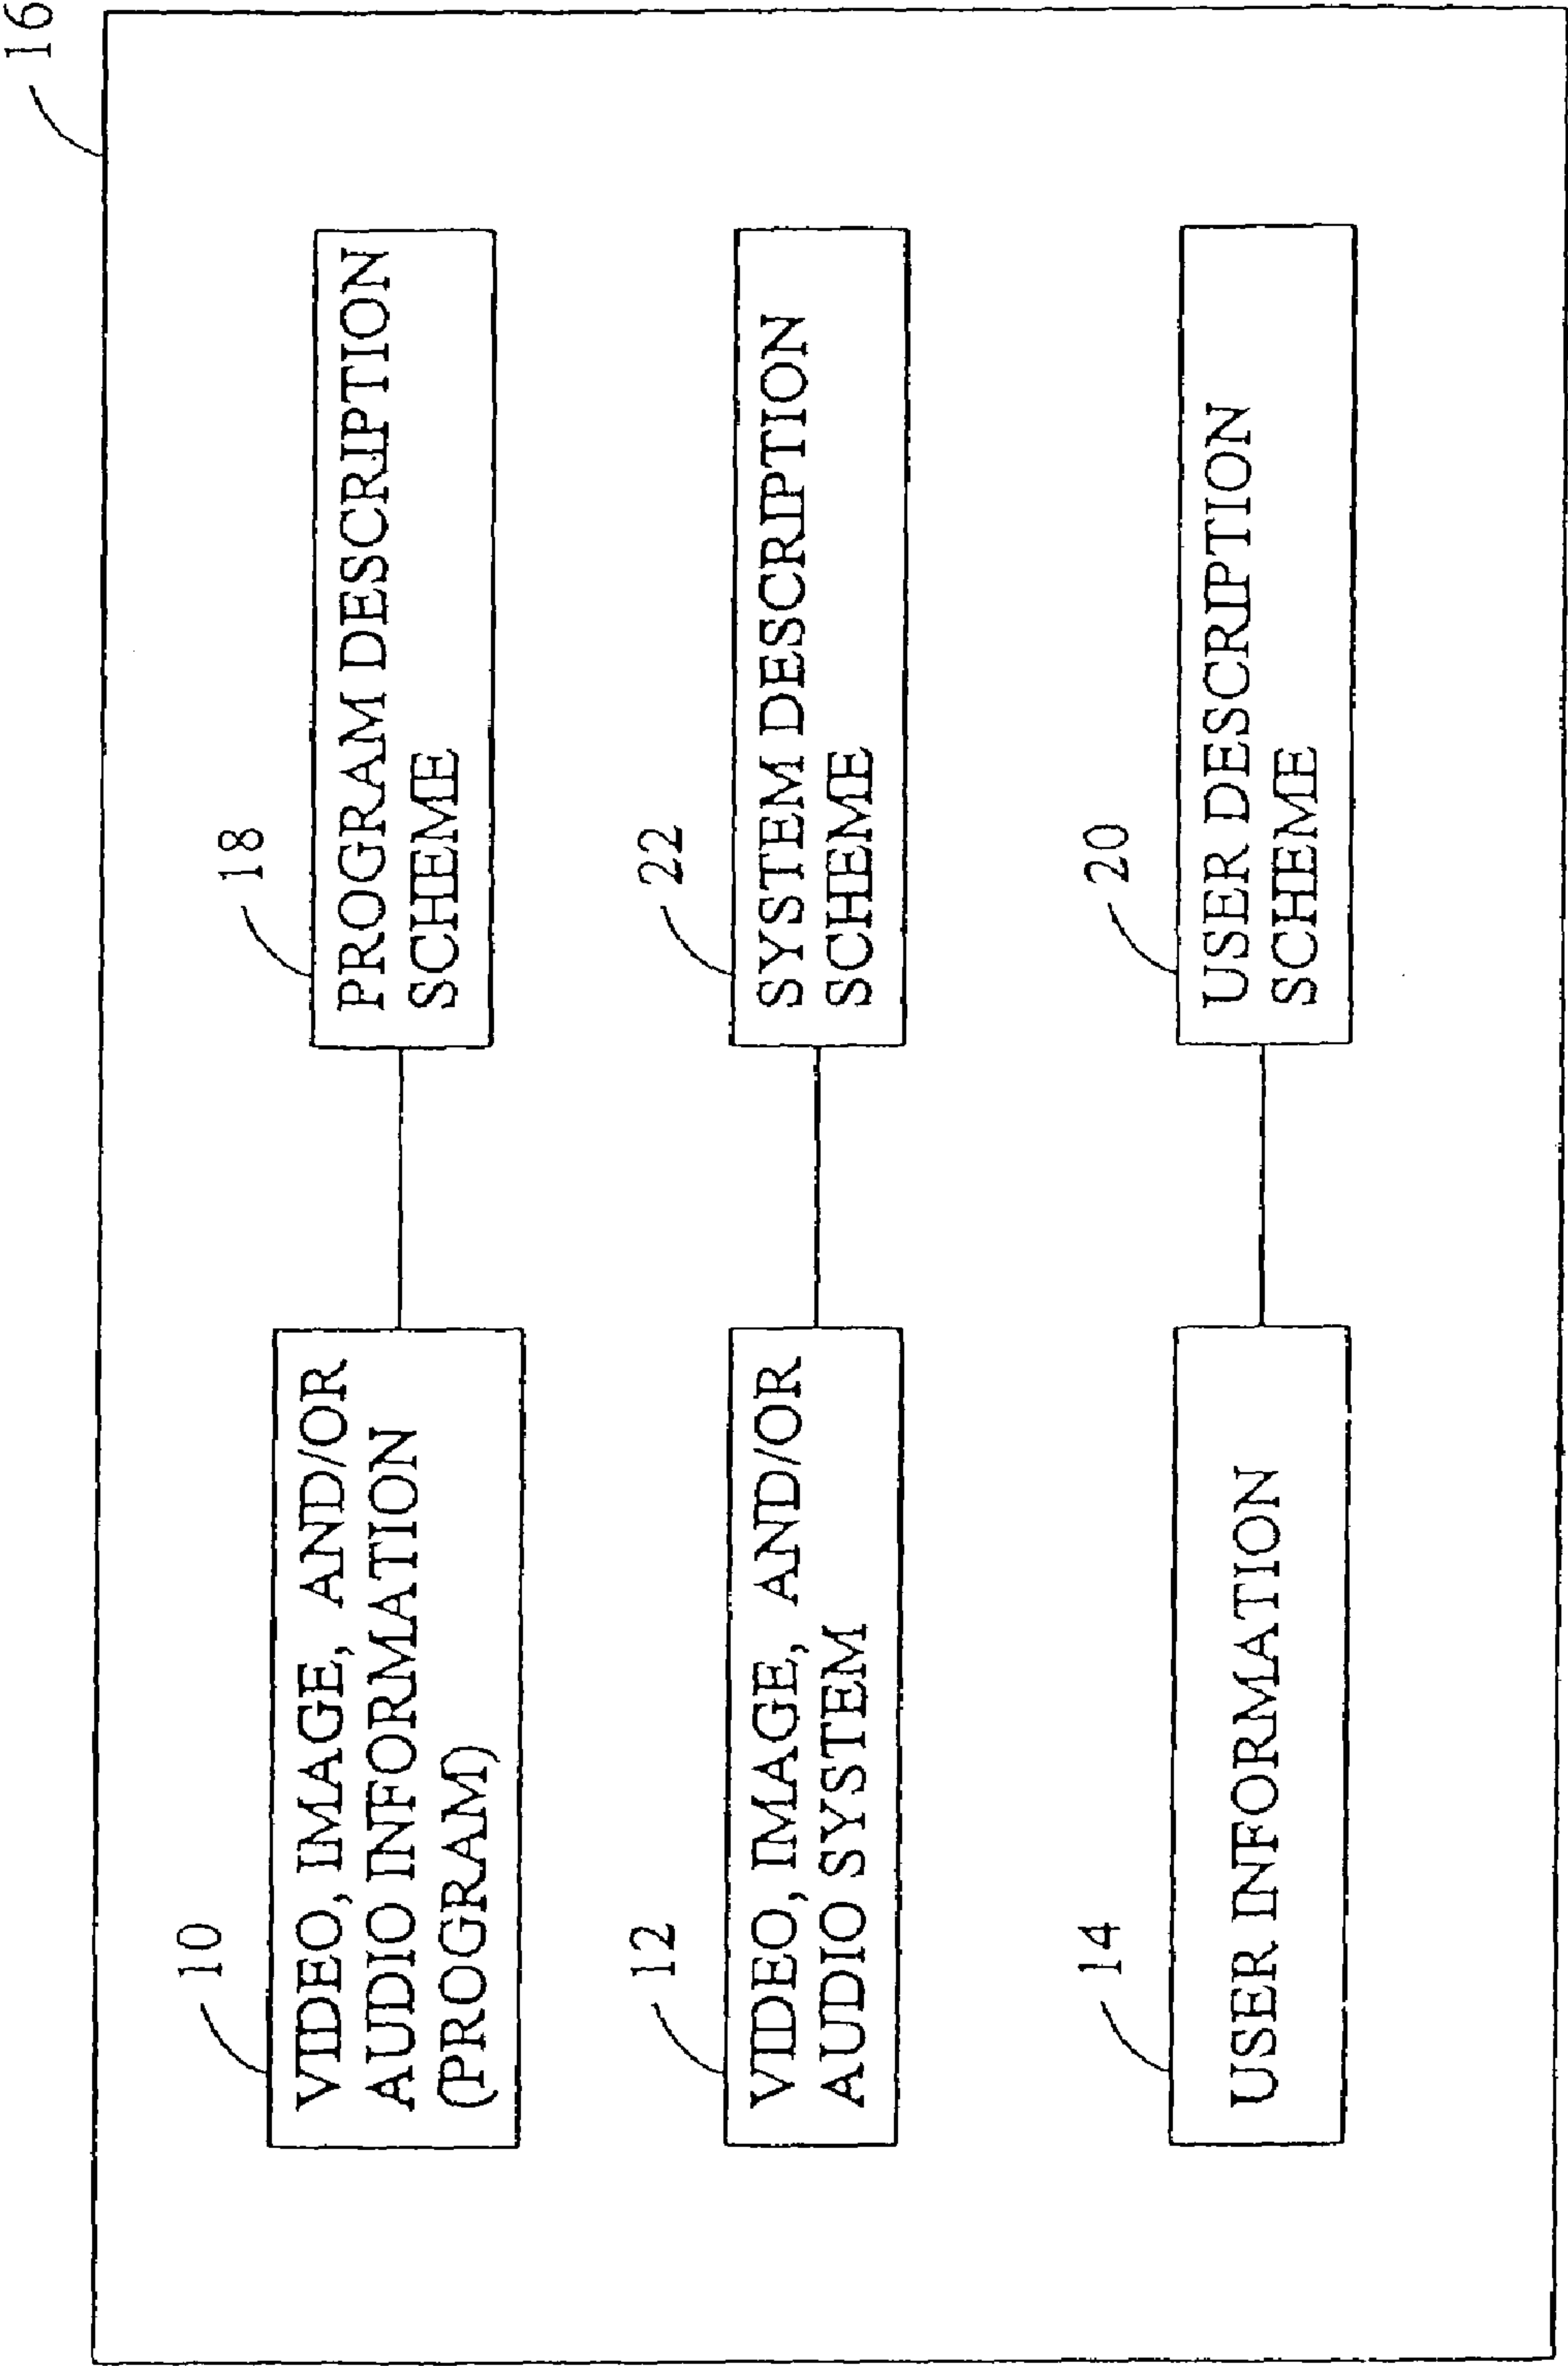 16
10
VIDEO, IMAGE, AND/OR
AUDIO INFORMATION
(PROGRAM)
18
PROGRAM DESCRIPTION
SCHEME
12
VIDEO, IMAGE, AND/OR
AUDIO SYSTEM
22
SYSTEM DESCRIPTION
SCHEME
14
USER INFORMATION
20
USER DESCRIPTION
SCHEME